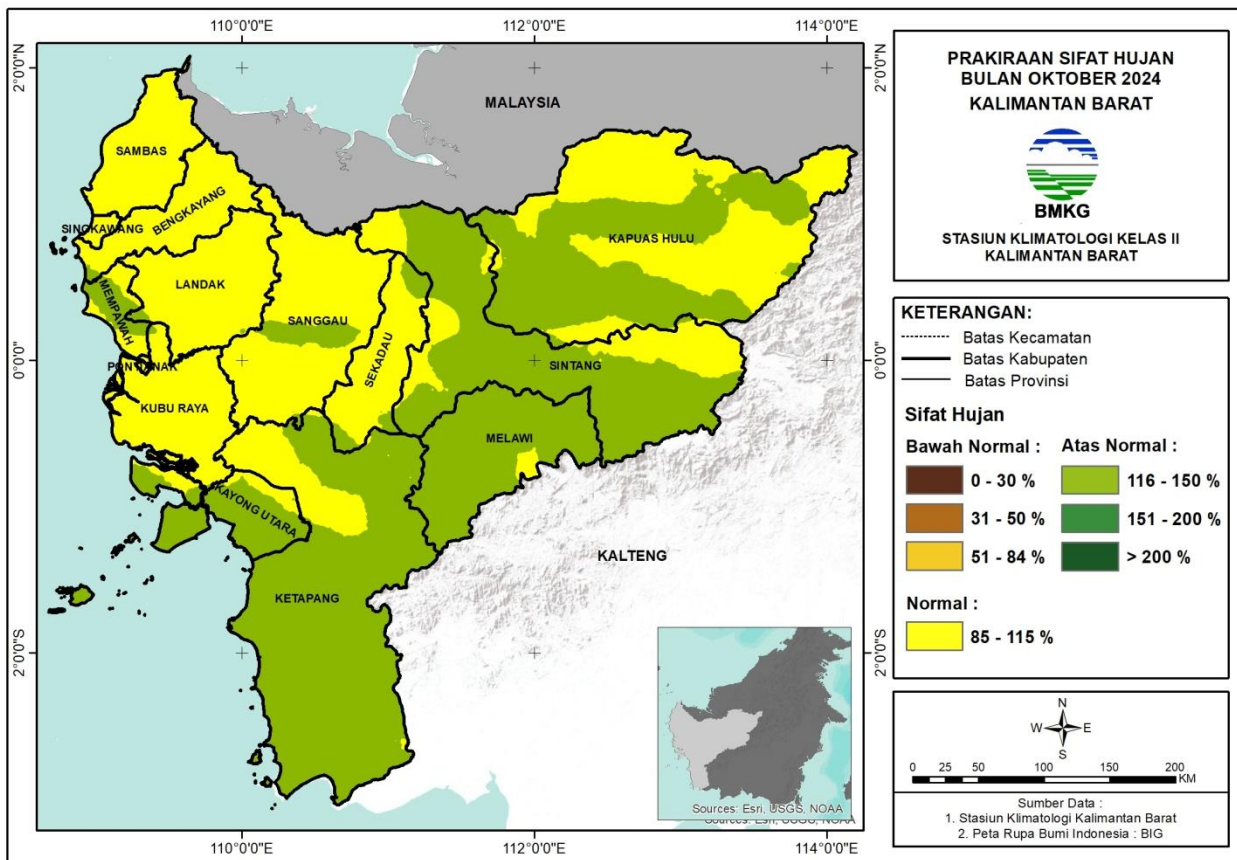 110°0'0"E 112°0'0"E 114°0'0"E
2°0'0"N
0°0'0"
2°0'0"S
MALAYSIA
SAMBAS
BENGKAYANG
SINGKAWANG
KAPUAS HULU
LANDAK
MEMPAWAH
SANGGAU
SEKADAU
SINTANG
PONTIANAK
KUBU RAYA
MELAWI
KAYONG UTARA
KALTENG
KETAPANG
Sources: Esri, USGS, NOAA
Sources: Esri, USGS, NOAA
2°0'0"N
0°0'0"
2°0'0"S
110°0'0"E 112°0'0"E 114°0'0"E
PRAKIRAAN SIFAT HUJAN
BULAN OKTOBER 2024
KALIMANTAN BARAT
BMKG
STASIUN KLIMATOLOGI KELAS II
KALIMANTAN BARAT
KETERANGAN:
Batas Kecamatan
Batas Kabupaten
Batas Provinsi
Sifat Hujan
Bawah Normal : Atas Normal :
0 - 30 % 116 - 150 %
31 - 50 % 151 - 200 %
51 - 84 % > 200 %
Normal :
85 - 115 %
N
W E
S
0 25 50 100 150 200
KM
Sumber Data :
1. Stasiun Klimatologi Kalimantan Barat
2. Peta Rupa Bumi Indonesia : BIG